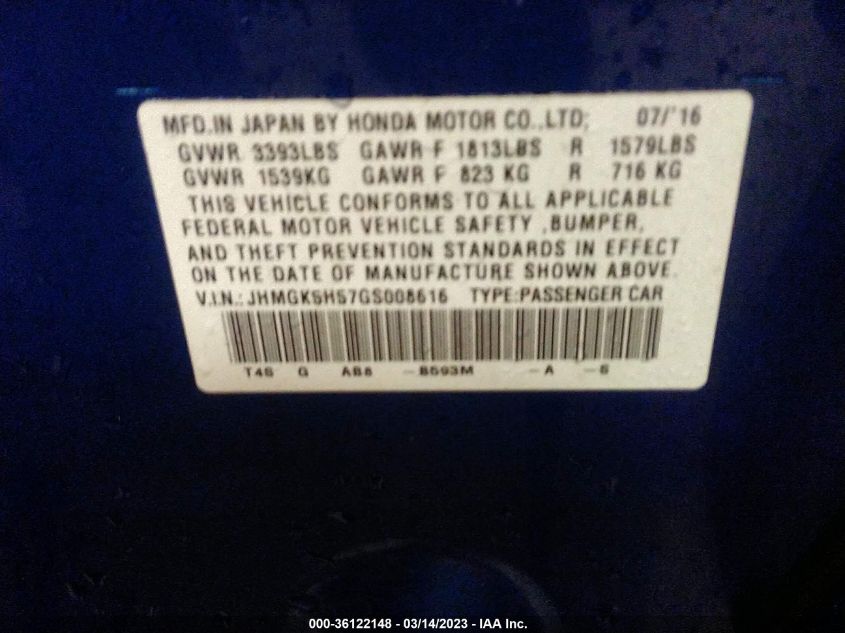 MFD.IN JAPAN BY HONDA MOTOR CO.,LTD; 07/'16
GVWR 3393LBS GAWR F 1813LBS R 1579LBS
GVWR 1539KG GAWR F 823 KG R 716 KG
THIS VEHICLE CONFORMS TO ALL APPLICABLE
FEDERAL MOTOR VEHICLE SAFETY ,BUMPER,
AND THEFT PREVENTION STANDARDS IN EFFECT
ON THE DATE OF MANUFACTURE SHOWN ABOVE.
V.I.N.: JHMGK5H57GS008616 TYPE:PASSENGER CAR
T4S G AB8 -B593M -A -S
000-36122148 - 03/14/2023 - IAA Inc.